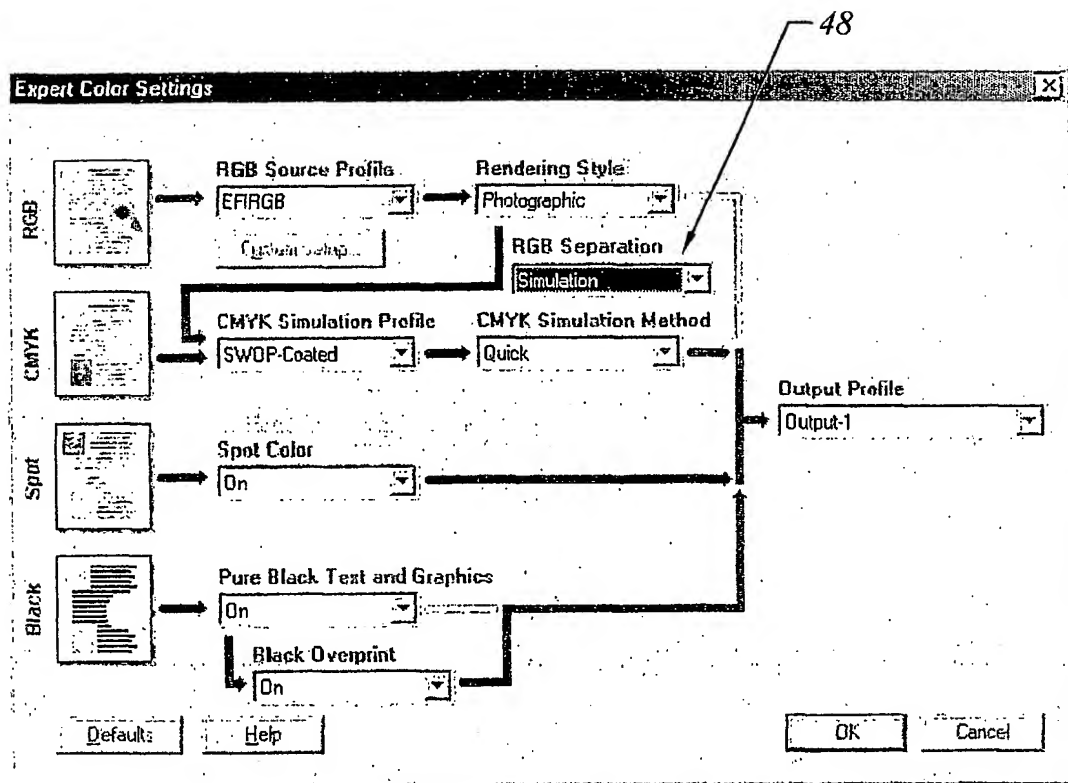 48
Expert Color Settings
RGB
RGB Source Profile
EFIRGB
Custom Setup...
Rendering Style
Photographic
RGB Separation
Simulation
CMYK
CMYK Simulation Profile
SWOP-Coated
CMYK Simulation Method
Quick
Output Profile
Output-1
Spot
Spot Color
On
Black
Pure Black Text and Graphics
On
Black Overprint
On
Defaults
Help
OK
Cancel